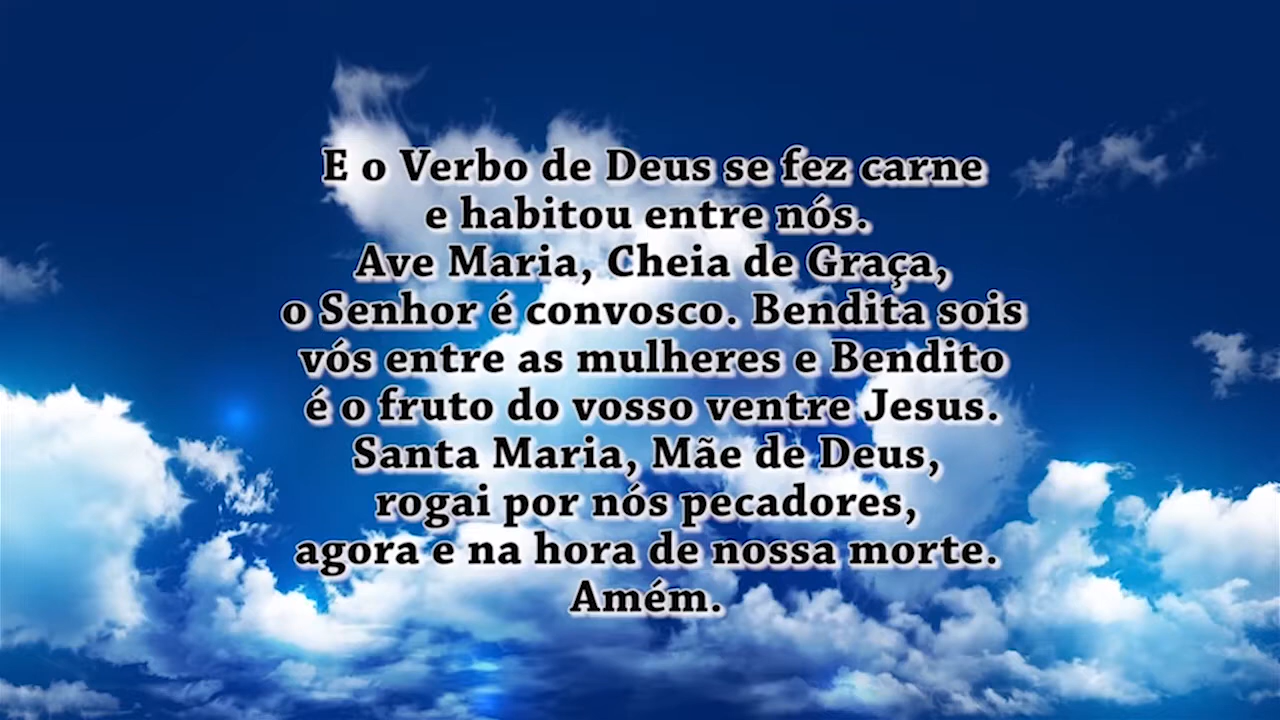 E o Verbo de Deus se fez carne
e habitou entre nós.
Ave Maria, Cheia de Graça,
o Senhor é convosco. Bendita sois
vós entre as mulheres e Bendito
é o fruto do vosso ventre Jesus.
Santa Maria, Mãe de Deus,
rogai por nós pecadores,
agora e na hora de nossa morte.
Amém.